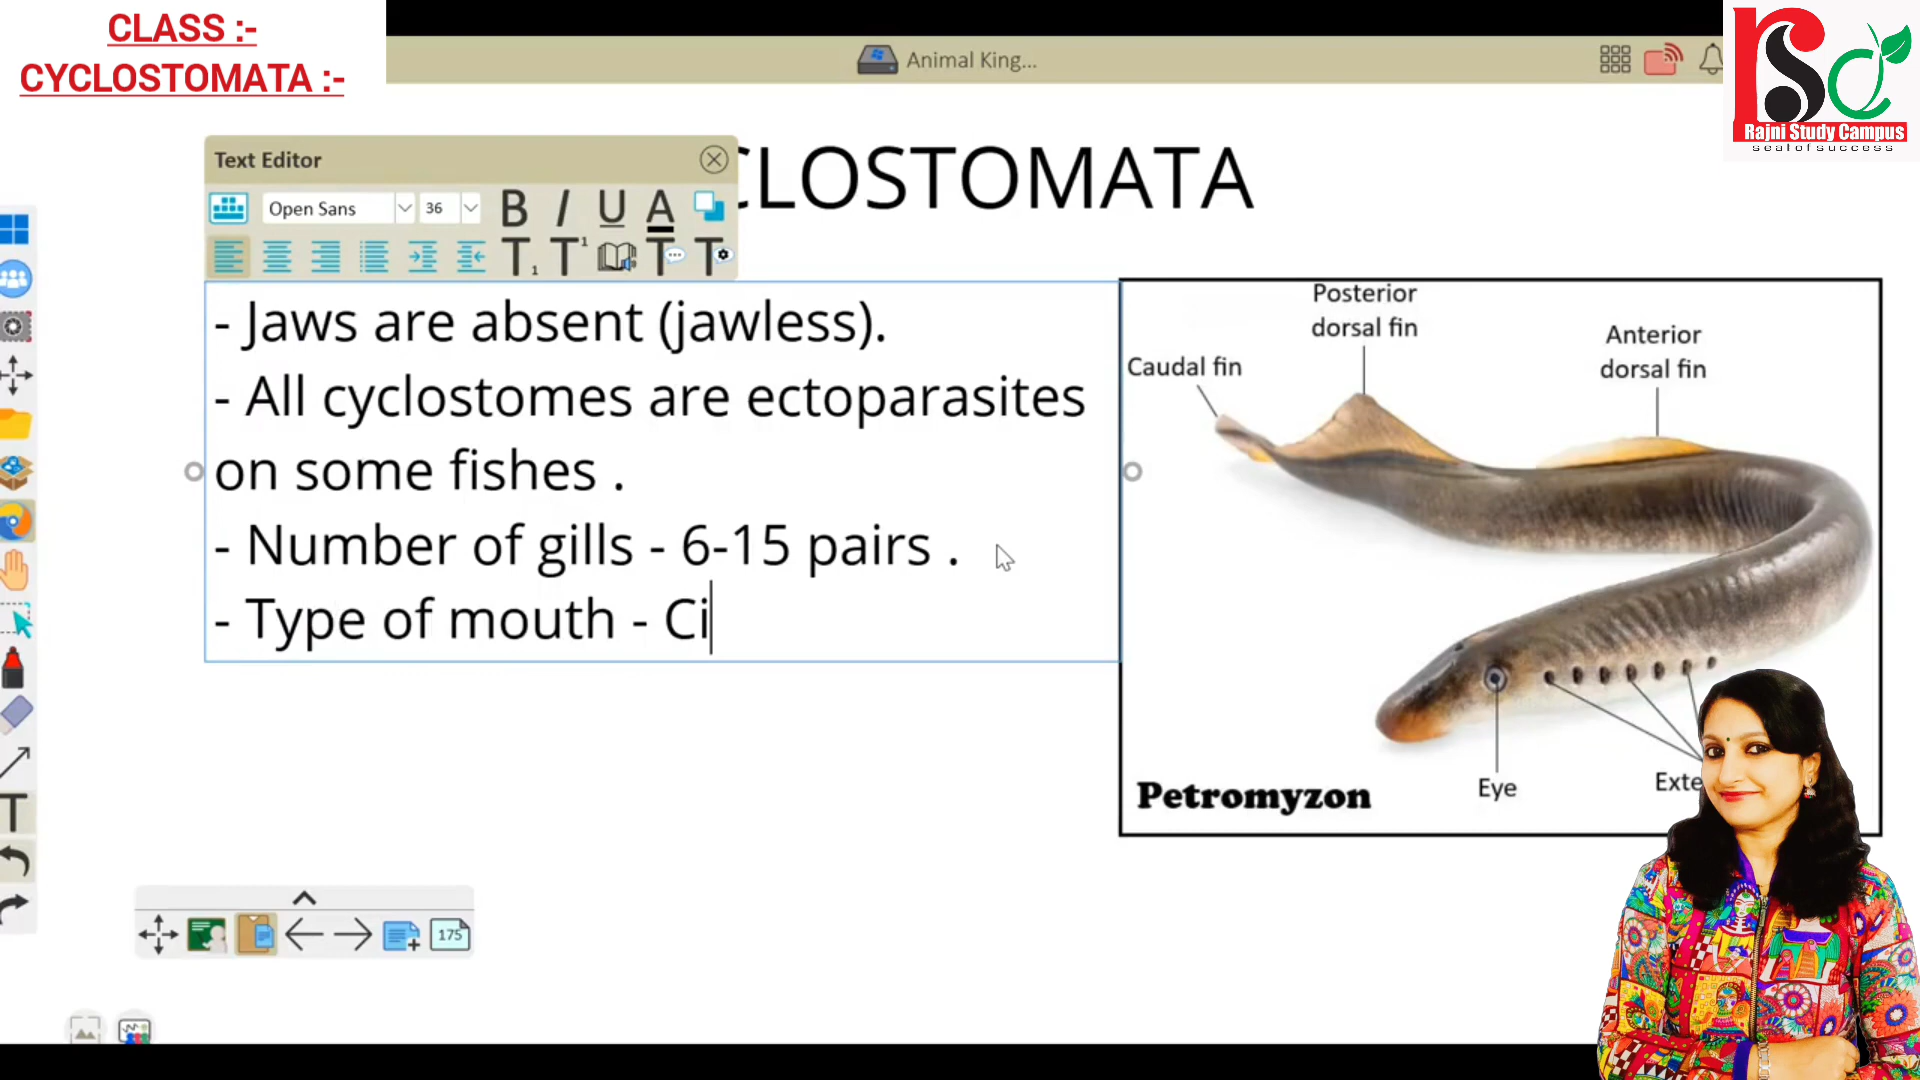 CLASS :-
CYCLOSTOMATA :-
Animal King...
Rajni Study Campus
seal of success
CLOSTOMATA
Text Editor
Open Sans
36
B I U A
- Jaws are absent (jawless).
- All cyclostomes are ectoparasites
on some fishes .
- Number of gills - 6-15 pairs .
- Type of mouth - Ci
Posterior
dorsal fin
Anterior
dorsal fin
Caudal fin
Eye
Exte
Petromyzon
175